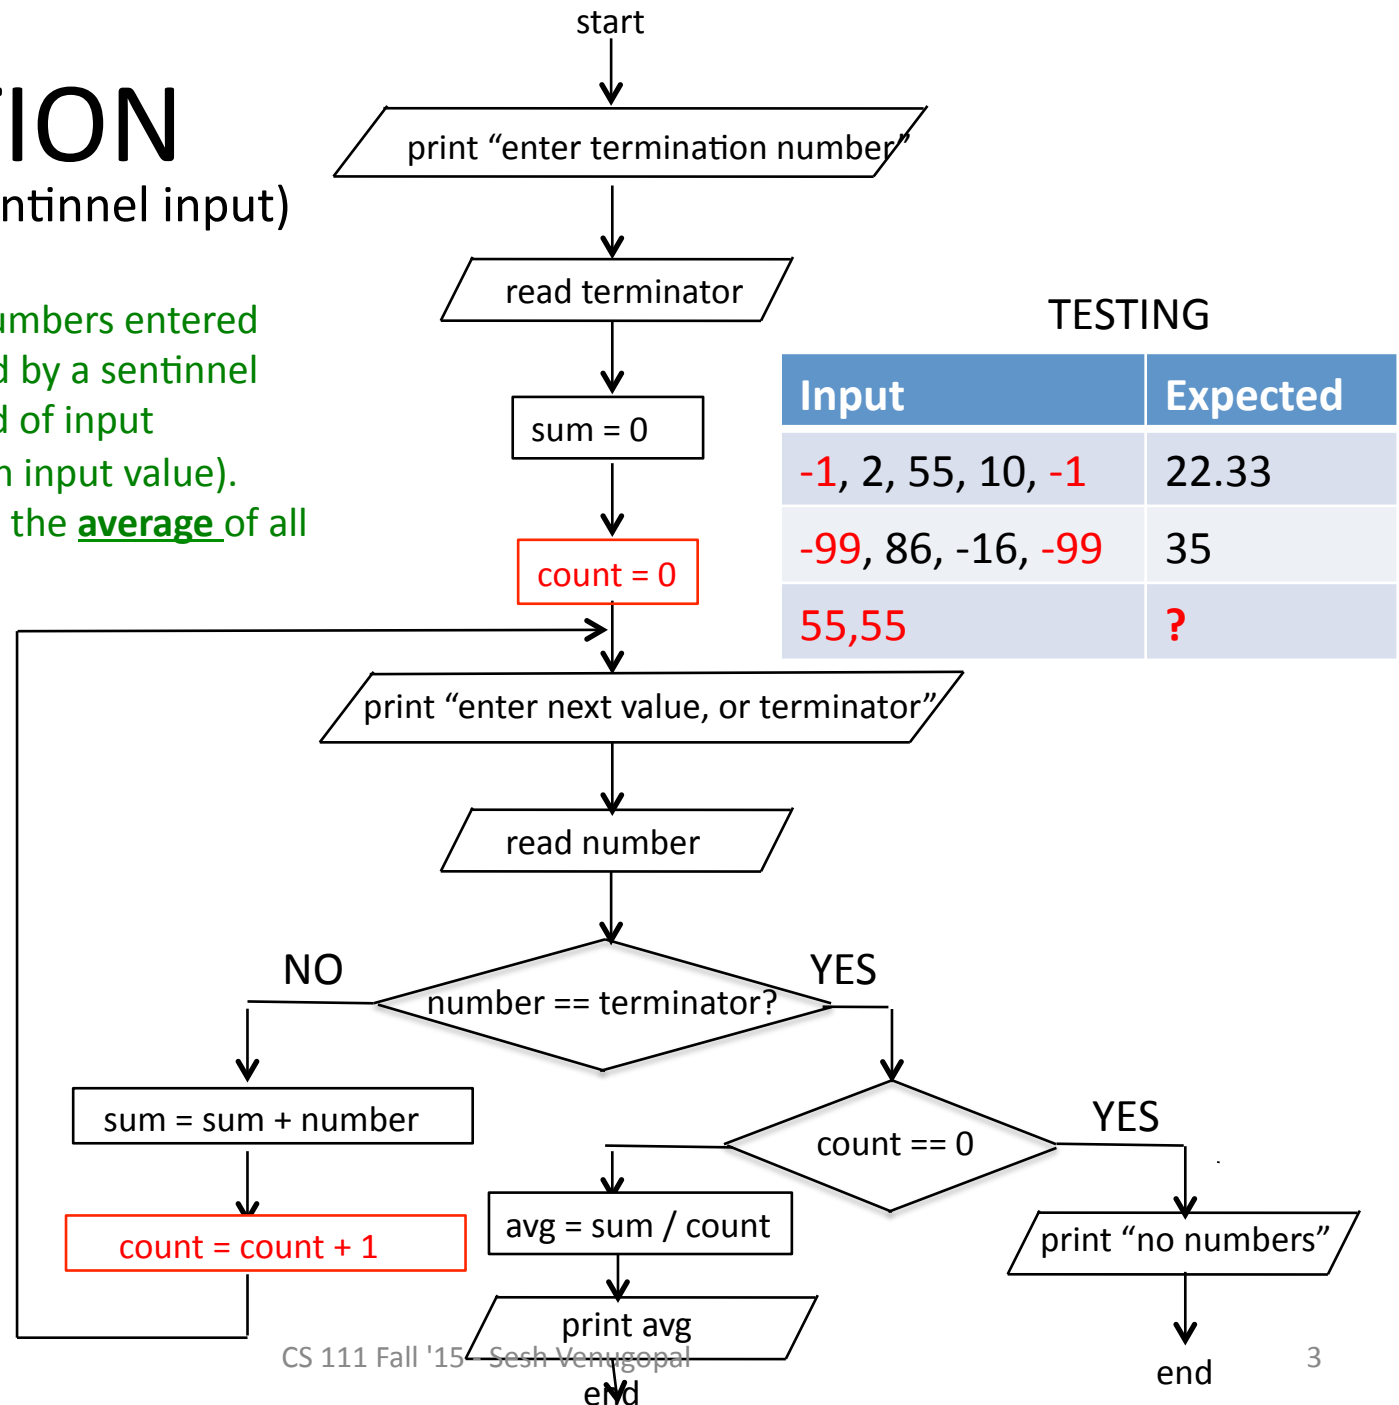 start
TION
print “enter termination number”
ntinnel input)
read terminator
umbers entered
d by a sentinnel
d of input
n input value).
the average of all
TESTING
Input Expected
-1, 2, 55, 10, -1 22.33
-99, 86, -16, -99 35
55,55 ?
sum = 0
count = 0
print “enter next value, or terminator”
read number
NO
YES
number == terminator?
sum = sum + number
count = count + 1
count == 0
YES
avg = sum / count
print “no numbers”
print avg
end
end
CS 111 Fall '15 - Sesh Venugopal
3